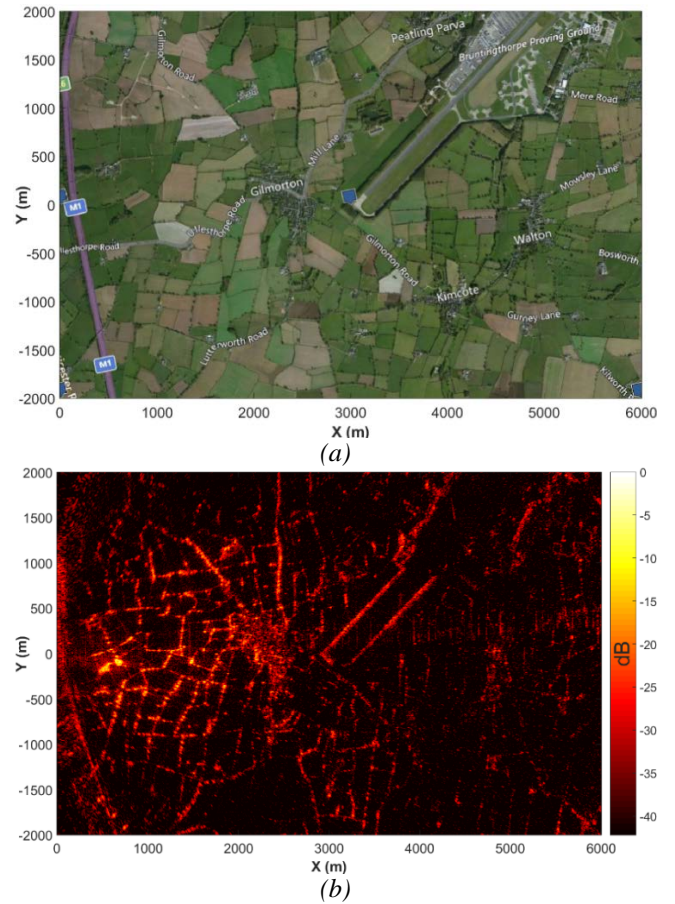 2000
1500
1000
500
0
-500
-1000
-1500
-2000
Y (m)
Peatling Parva
Bruntingthorpe Proving Ground
Gilmorton Road
Mere Road
Mill Lane
Gilmorton
Mowsley Lane
M1
Walton
Gilmorton Road
Bosworth
Kimcote
Gurney Lane
Lutterworth Road
M1
0
1000
2000
3000
4000
5000
6000
X (m)
(a)
2000
1500
1000
500
0
-500
-1000
-1500
-2000
Y (m)
0
1000
2000
3000
4000
5000
6000
X (m)
0
-5
-10
-15
-20
-25
-30
-35
-40
dB
(b)